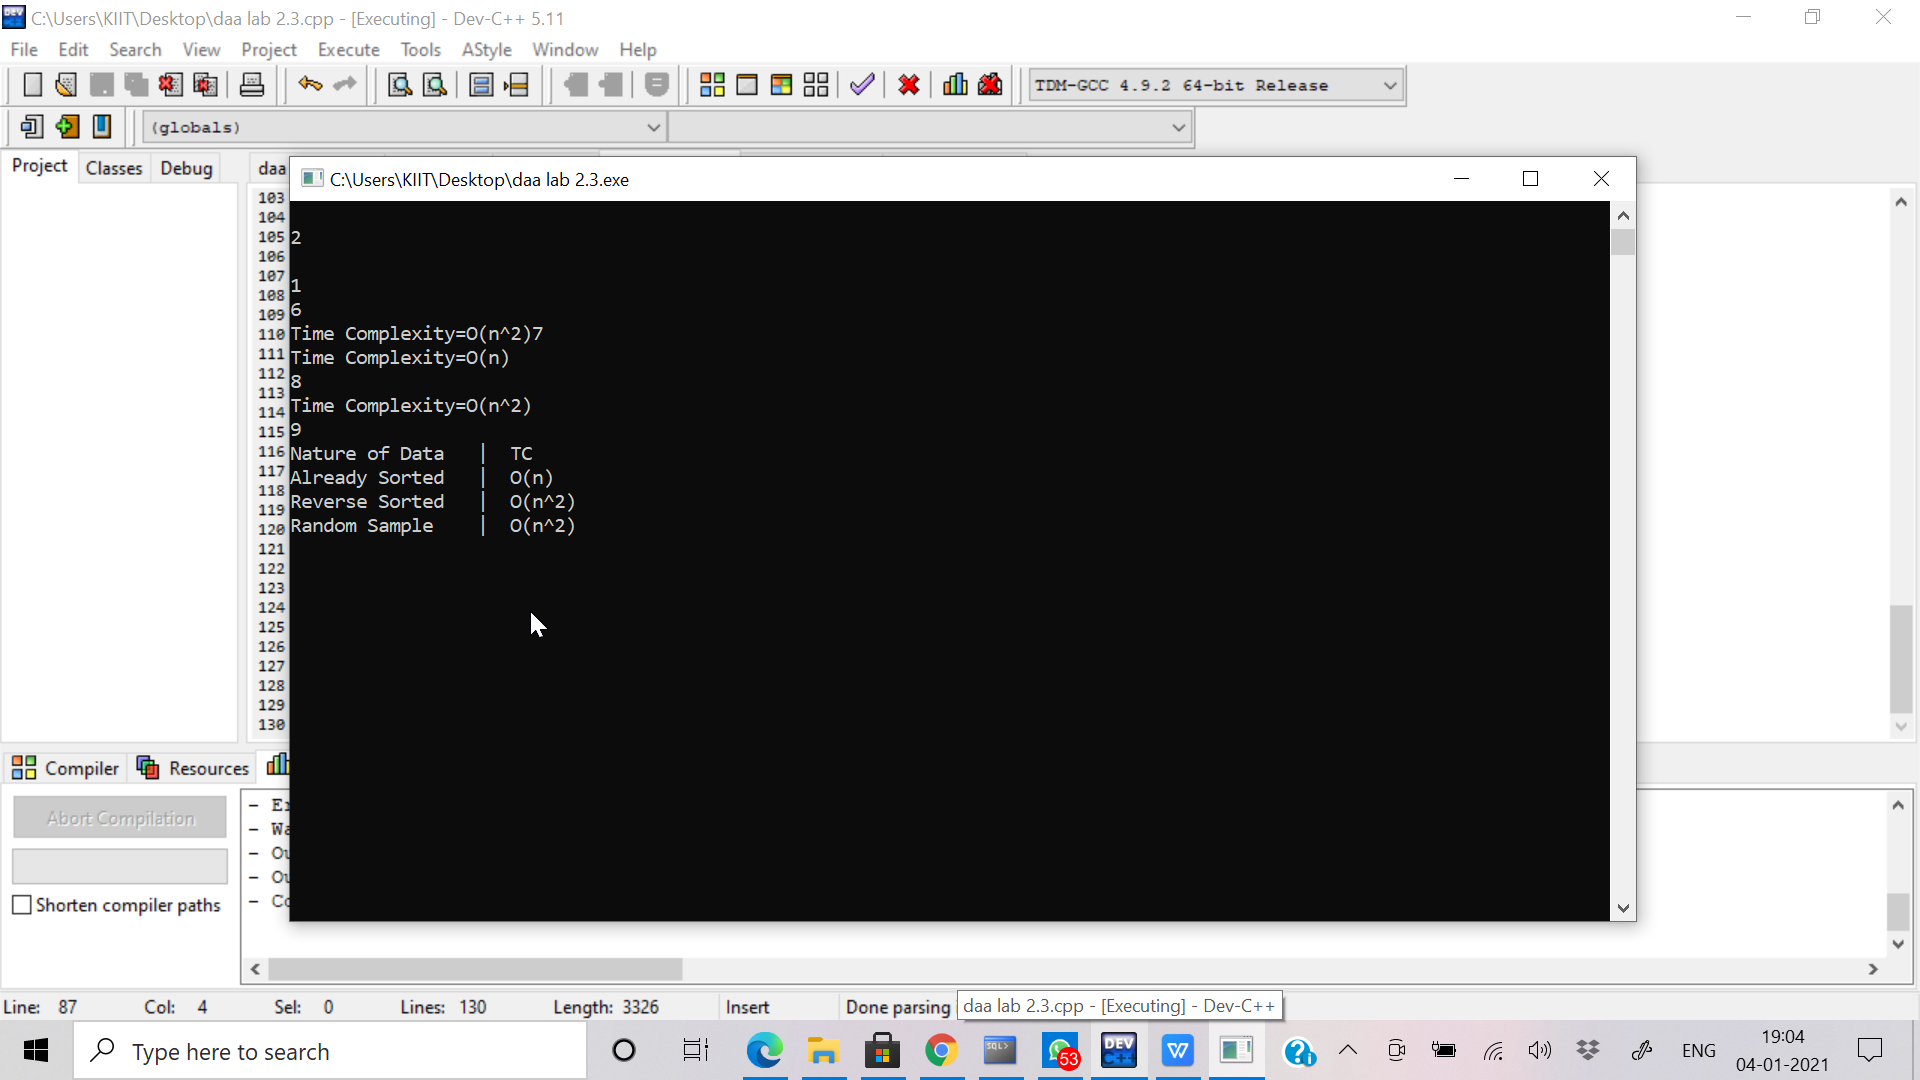 C:\Users\KIIT\Desktop\daa lab 2.3.cpp - [Executing] - Dev-C++ 5.11
File Edit Search View Project Execute Tools AStyle Window Help
TDM-GCC 4.9.2 64-bit Release
(globals)
Project Classes Debug daa
C:\Users\KIIT\Desktop\daa lab 2.3.exe
103
104
105
106
107
108
109
110
111
112
113
114
115
116
117
118
119
120
121
122
123
124
125
126
127
128
129
130
2
1
6
Time Complexity=O(n^2)7
Time Complexity=O(n)
8
Time Complexity=O(n^2)
9
Nature of Data | TC
Already Sorted | O(n)
Reverse Sorted | O(n^2)
Random Sample | O(n^2)
Compiler Resources
Abort Compilation
Shorten compiler paths
Line: 87 Col: 4 Sel: 0 Lines: 130 Length: 3326 Insert Done parsing
daa lab 2.3.cpp - [Executing] - Dev-C++
Type here to search
SQL>
53
DEV C++
W
ENG
19:04
04-01-2021